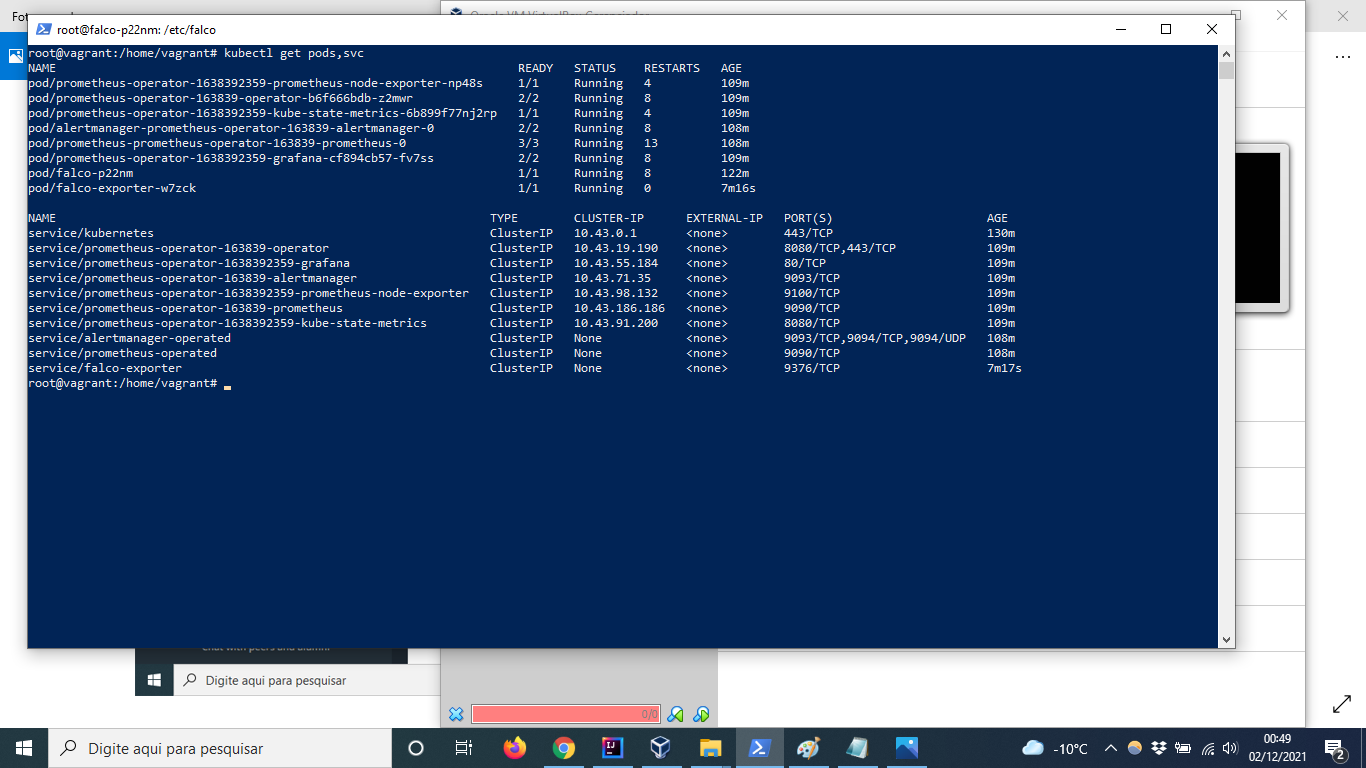 Fot
Oracle VM VirtualBox Gerenciador
root@falco-p22nm: /etc/falco
root@vagrant:/home/vagrant# kubectl get pods,svc
NAME READY STATUS RESTARTS AGE
pod/prometheus-operator-1638392359-prometheus-node-exporter-np48s 1/1 Running 4 109m
pod/prometheus-operator-163839-operator-b6f666bdb-z2mwr 2/2 Running 8 109m
pod/prometheus-operator-1638392359-kube-state-metrics-6b899f77nj2rp 1/1 Running 4 109m
pod/alertmanager-prometheus-operator-163839-alertmanager-0 2/2 Running 8 108m
pod/prometheus-prometheus-operator-163839-prometheus-0 3/3 Running 13 108m
pod/prometheus-operator-1638392359-grafana-cf894cb57-fv7ss 2/2 Running 8 109m
pod/falco-p22nm 1/1 Running 8 122m
pod/falco-exporter-w7zck 1/1 Running 0 7m16s
NAME TYPE CLUSTER-IP EXTERNAL-IP PORT(S) AGE
service/kubernetes ClusterIP 10.43.0.1 <none> 443/TCP 130m
service/prometheus-operator-163839-operator ClusterIP 10.43.19.190 <none> 8080/TCP,443/TCP 109m
service/prometheus-operator-1638392359-grafana ClusterIP 10.43.55.184 <none> 80/TCP 109m
service/prometheus-operator-163839-alertmanager ClusterIP 10.43.71.35 <none> 9093/TCP 109m
service/prometheus-operator-1638392359-prometheus-node-exporter ClusterIP 10.43.98.132 <none> 9100/TCP 109m
service/prometheus-operator-163839-prometheus ClusterIP 10.43.186.186 <none> 9090/TCP 109m
service/prometheus-operator-1638392359-kube-state-metrics ClusterIP 10.43.91.200 <none> 8080/TCP 109m
service/alertmanager-operated ClusterIP None <none> 9093/TCP,9094/TCP,9094/UDP 108m
service/prometheus-operated ClusterIP None <none> 9090/TCP 108m
service/falco-exporter ClusterIP None <none> 9376/TCP 7m17s
root@vagrant:/home/vagrant#
Chat with peers and alumni
Digite aqui para pesquisar
0/0
Digite aqui para pesquisar
-10°C
00:49
02/12/2021
2